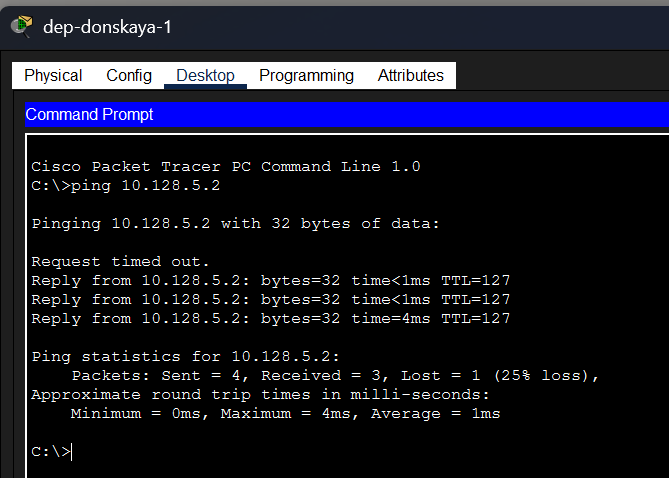 dep-donskaya-1
Physical Config Desktop Programming Attributes
Command Prompt
Cisco Packet Tracer PC Command Line 1.0
C:\>ping 10.128.5.2
Pinging 10.128.5.2 with 32 bytes of data:
Request timed out.
Reply from 10.128.5.2: bytes=32 time<1ms TTL=127
Reply from 10.128.5.2: bytes=32 time<1ms TTL=127
Reply from 10.128.5.2: bytes=32 time=4ms TTL=127
Ping statistics for 10.128.5.2:
    Packets: Sent = 4, Received = 3, Lost = 1 (25% loss),
Approximate round trip times in milli-seconds:
    Minimum = 0ms, Maximum = 4ms, Average = 1ms
C:\>